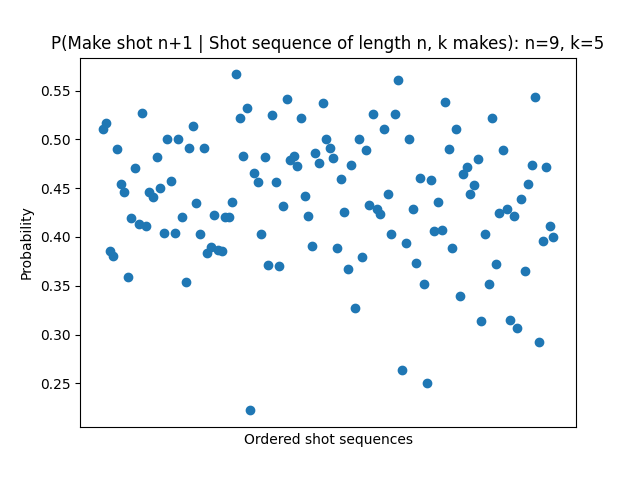 P(Make shot n+1 | Shot sequence of length n, k makes): n=9, k=5
0.55
0.50
0.45
0.40
0.35
0.30
0.25
Probability
Ordered shot sequences